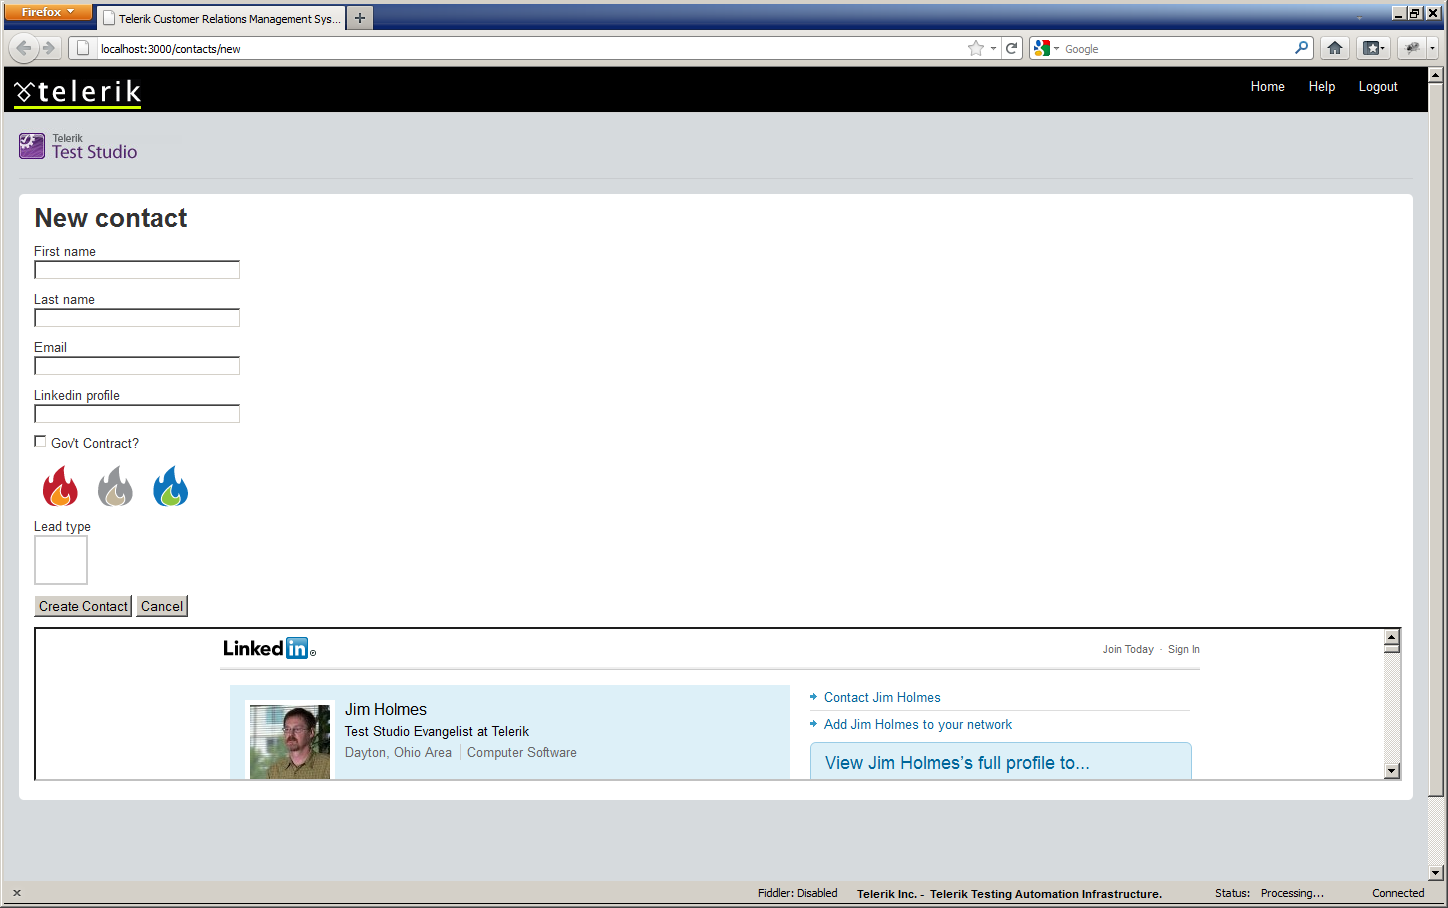 Firefox
Telerik Customer Relations Management Sys...
localhost:3000/contacts/new
Google
telerik
Home Help Logout
Telerik
Test Studio
New contact
First name
Last name
Email
Linkedin profile
Gov't Contract?
Lead type
Create Contact Cancel
Linked in ®
Join Today · Sign In
Jim Holmes
Test Studio Evangelist at Telerik
Dayton, Ohio Area | Computer Software
Contact Jim Holmes
Add Jim Holmes to your network
View Jim Holmes's full profile to...
Fiddler: Disabled Telerik Inc. - Telerik Testing Automation Infrastructure. Status: Processing... Connected